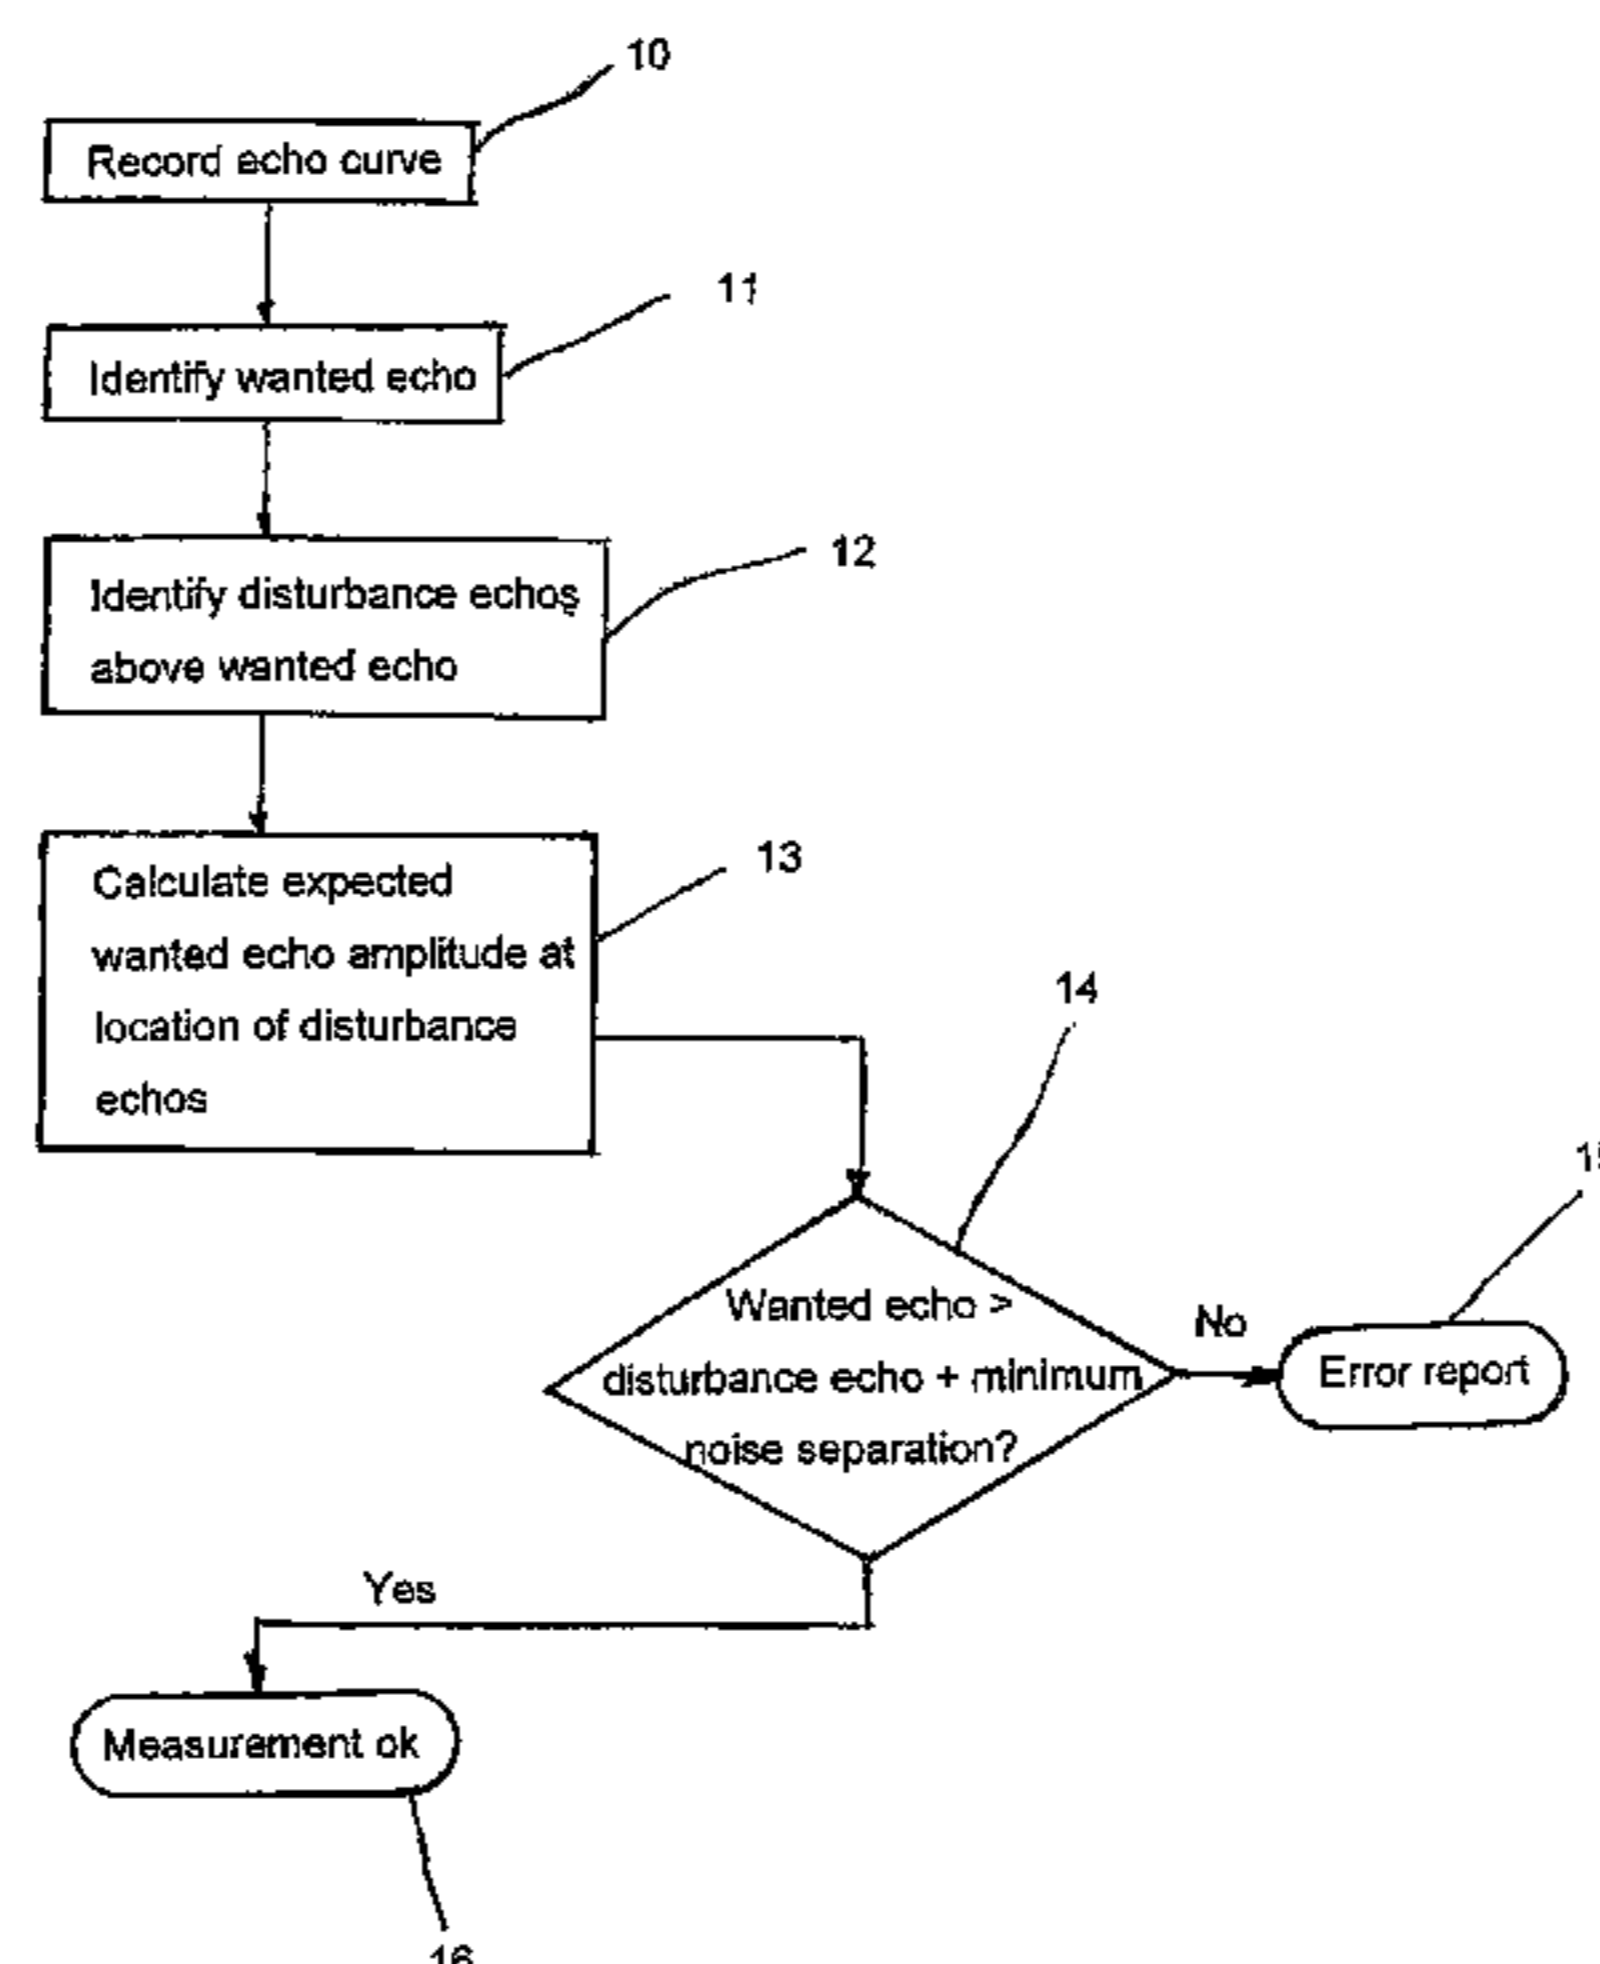 10
Record echo curve
11
Identify wanted echo
12
Identify disturbance echos
above wanted echo
13
Calculate expected
wanted echo amplitude at
location of disturbance
echos
14
Wanted echo >
disturbance echo + minimum
noise separation?
No
Error report
Yes
Measurement ok
16